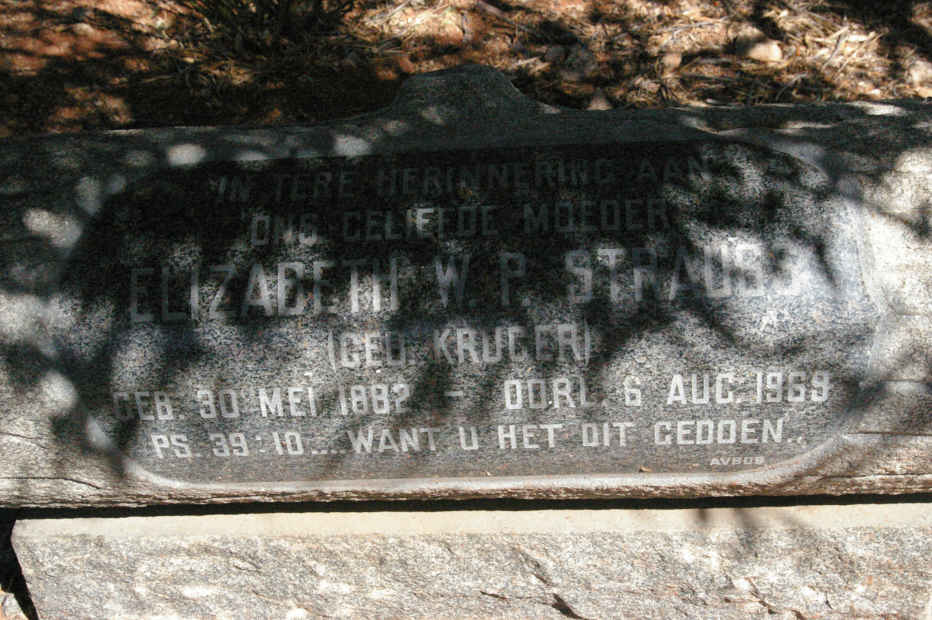 IN TERE HERINNERING AAN
ONS GELIEFDE MOEDER
ELIZABETH W. P. STRAUSS
(GEB. KRUGER)
GEB. 30 MEI 1882 - OORL. 6 AUG. 1969
PS. 39:10....WANT U HET DIT GEDOEN..
AVBOB